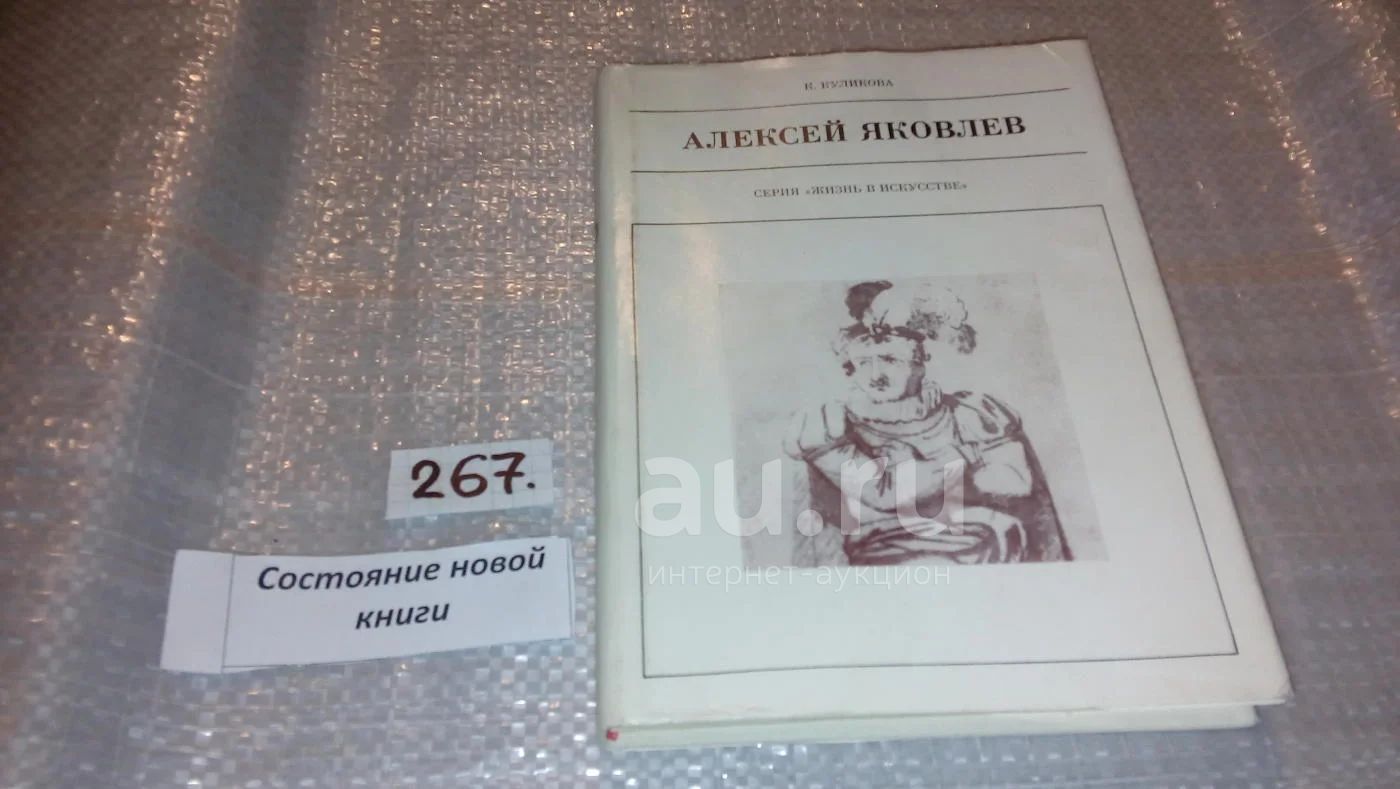 К. КУЛИКОВА
АЛЕКСЕЙ ЯКОВЛЕВ
СЕРИЯ «ЖИЗНЬ В ИСКУССТВЕ»
267.
Состояние новой
книги
au.ru
интернет-аукцион